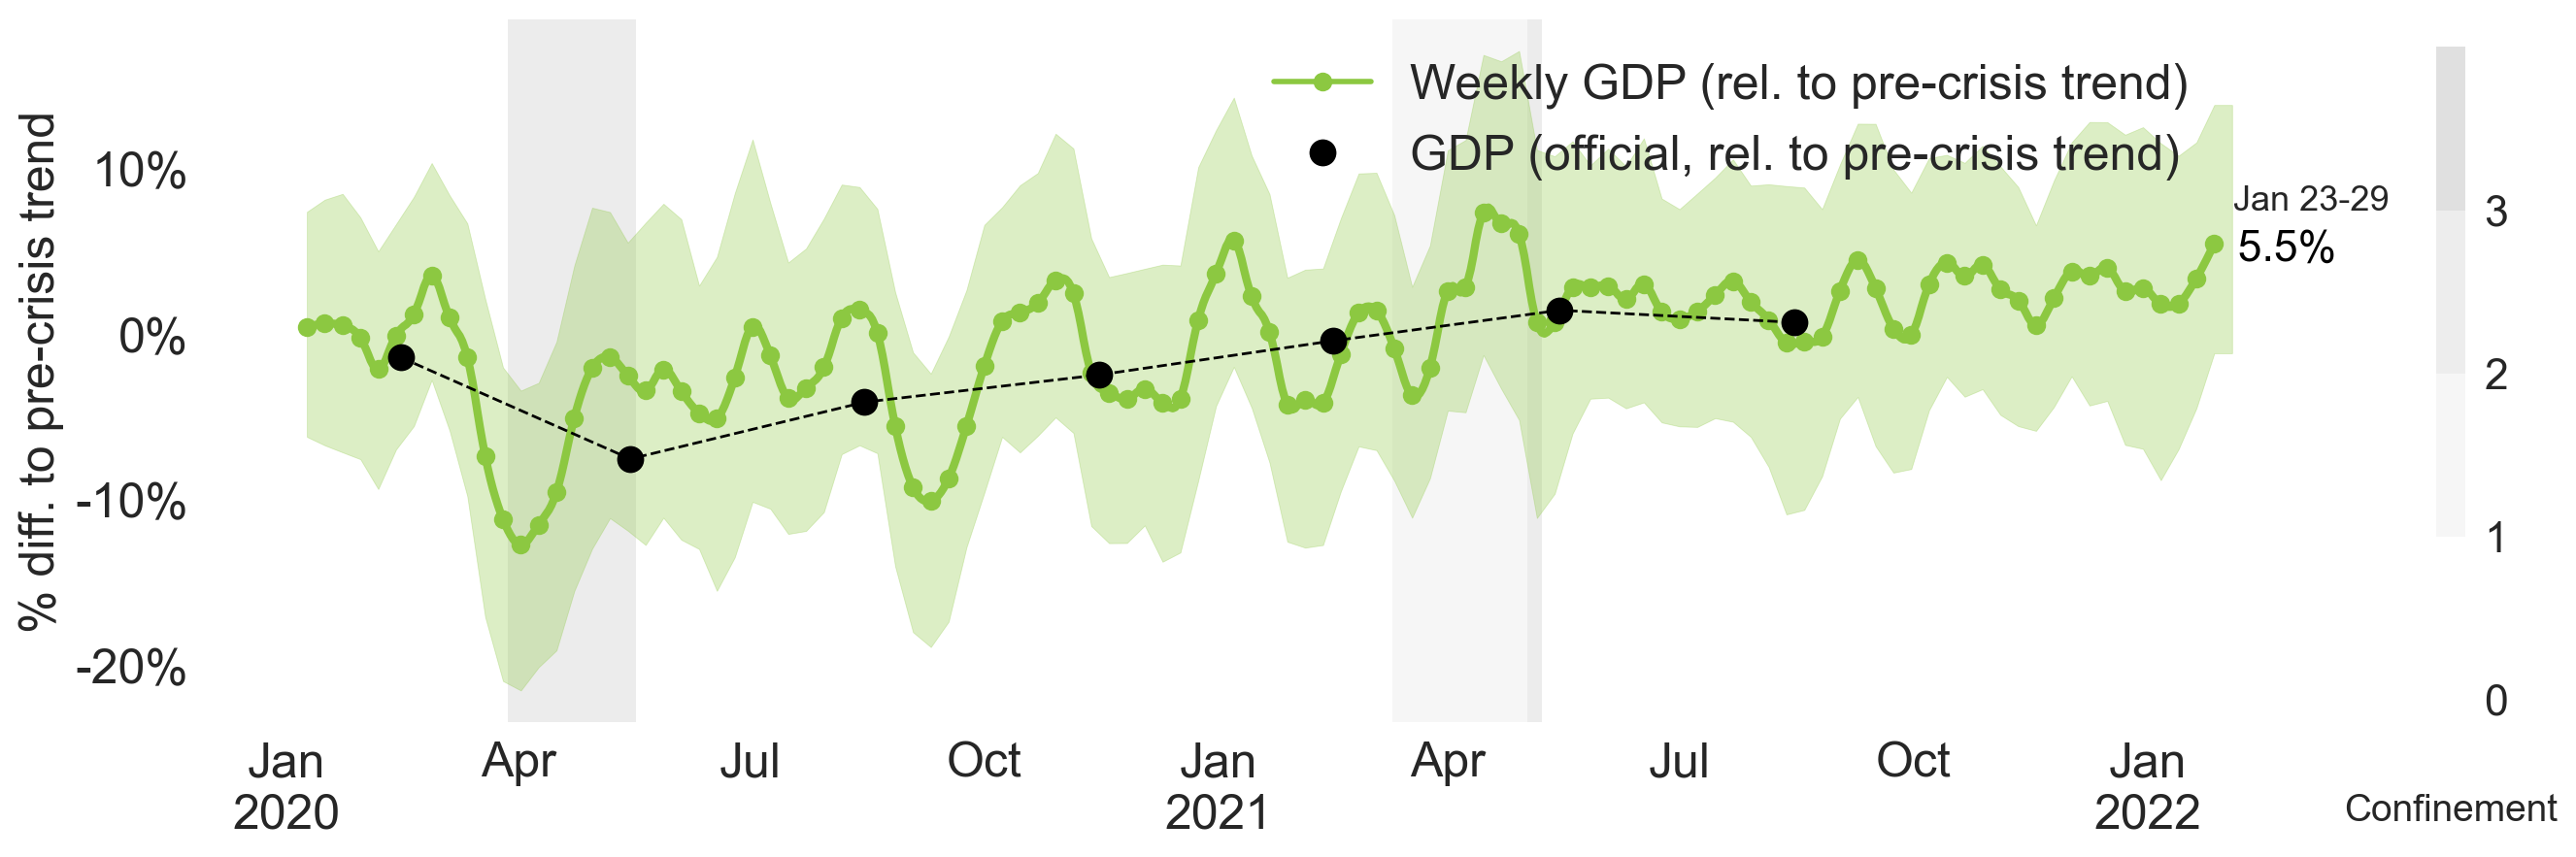 Weekly GDP (rel. to pre-crisis trend)
GDP (official, rel. to pre-crisis trend)
% diff. to pre-crisis trend
10%
0%
-10%
-20%
Jan 23-29
5.5%
3
2
1
0
Jan Apr Jul Oct Jan Apr Jul Oct Jan
2020 2021 2022
Confinement